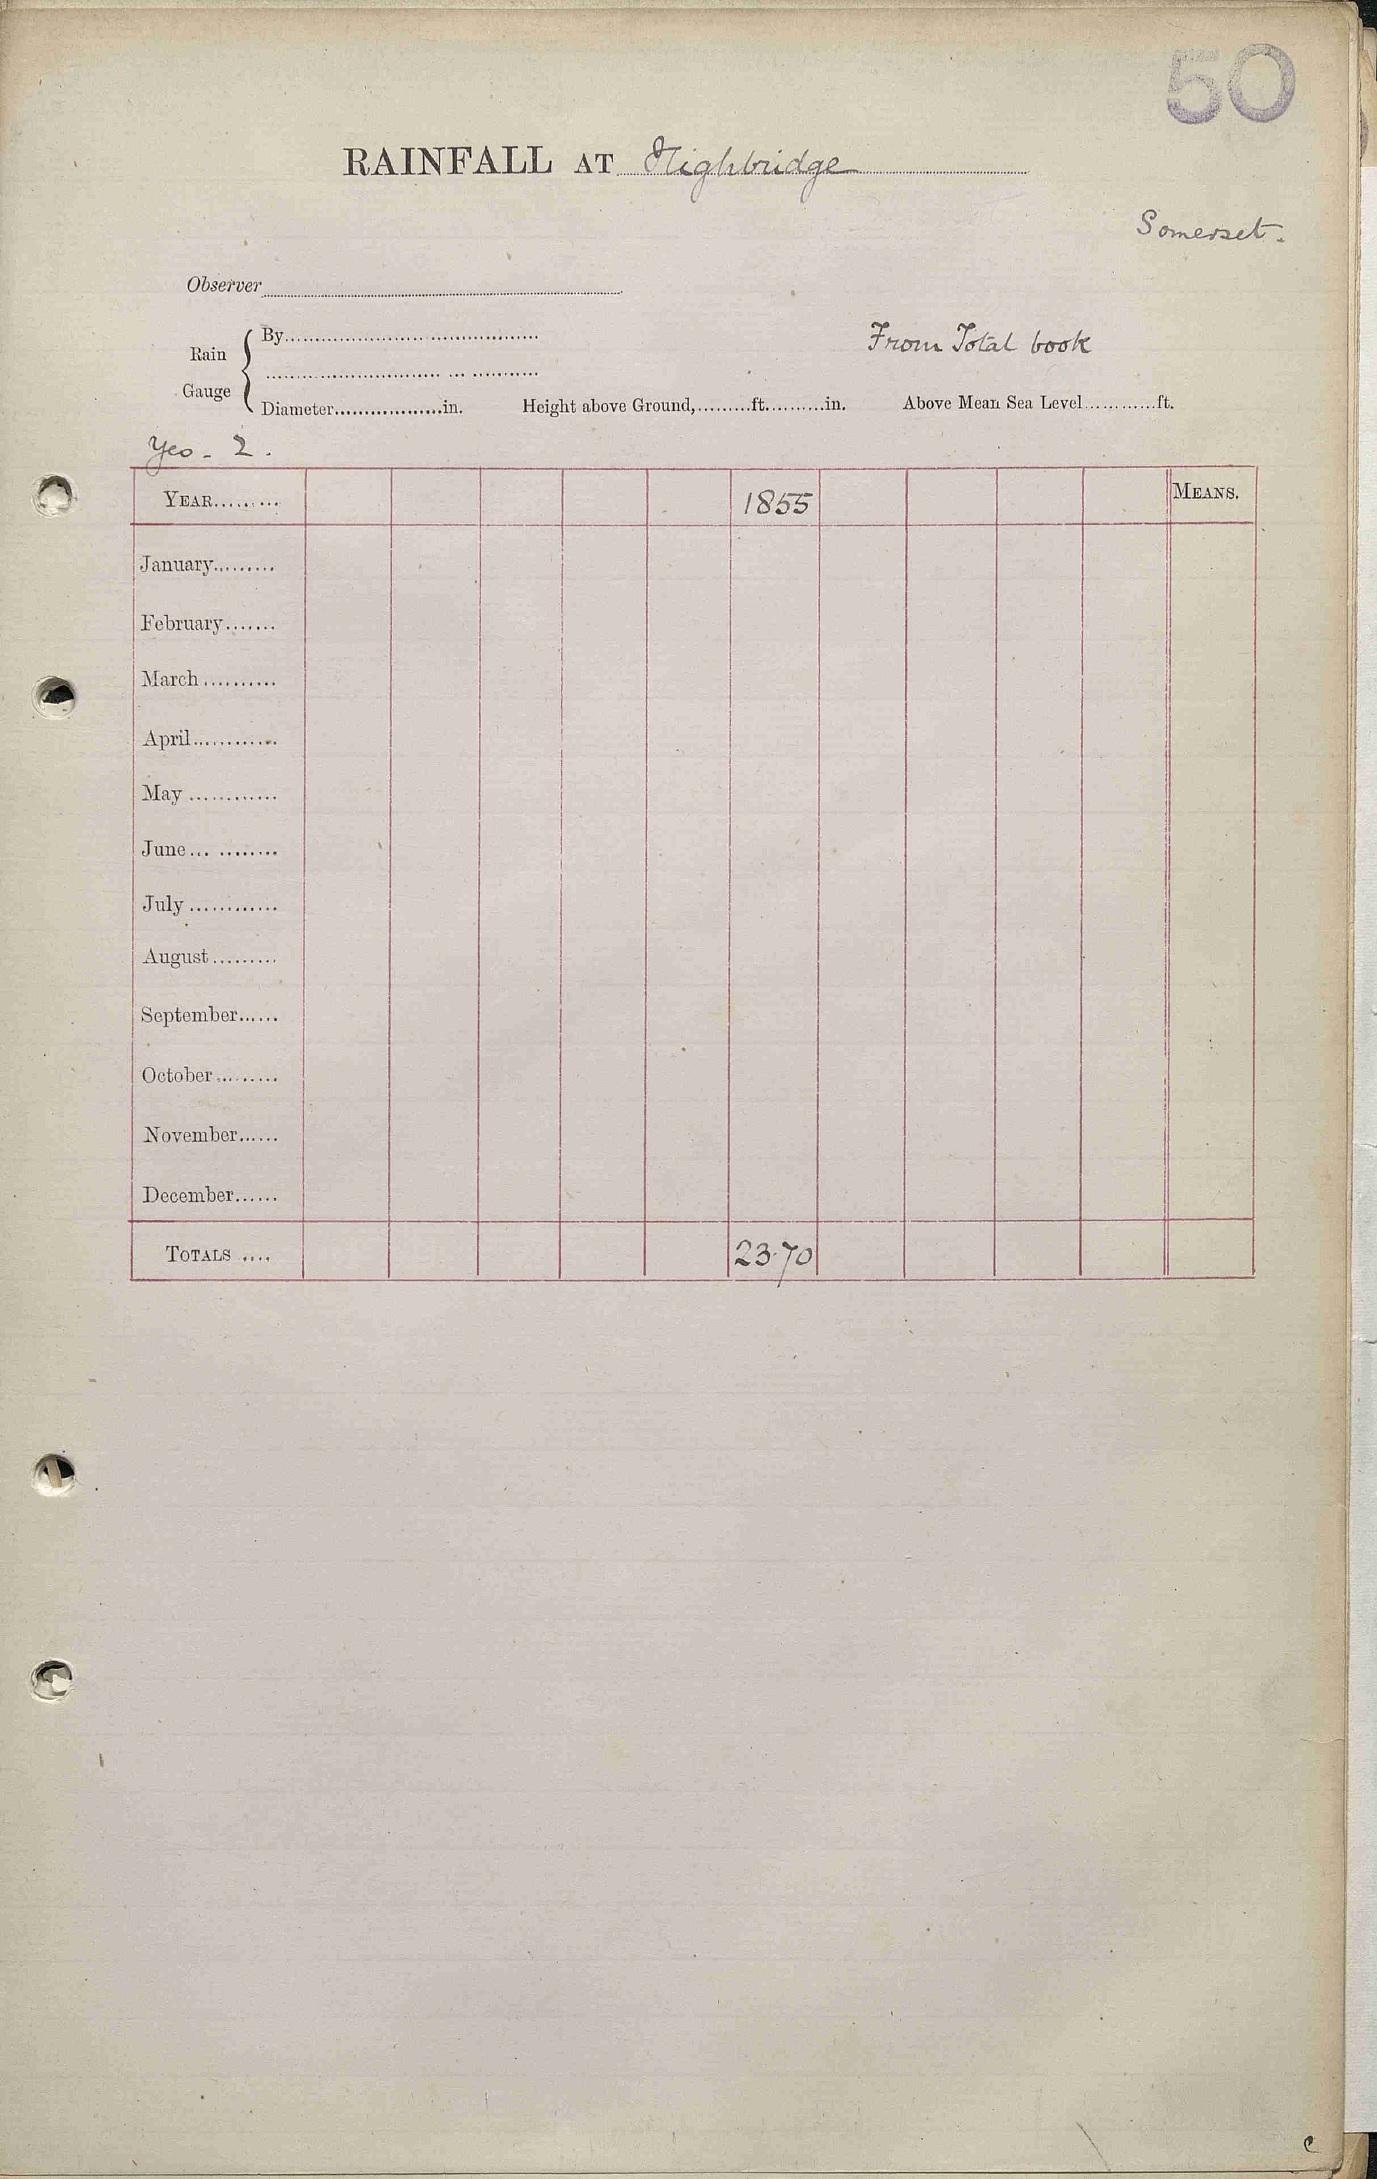 50
RAINFALL AT Highbridge
Somerset.
Observer
Rain Gauge { By
From Total book
Diameter..................in. Height above Ground,.........ft..........in. Above Mean Sea Level............ft.
Yeo - 2.
YEAR......... 1855 MEANS.
January.........
February.......
March..........
April............
May............
June... ........
July............
August.........
September......
October.........
November......
December......
TOTALS .... 23.70
c